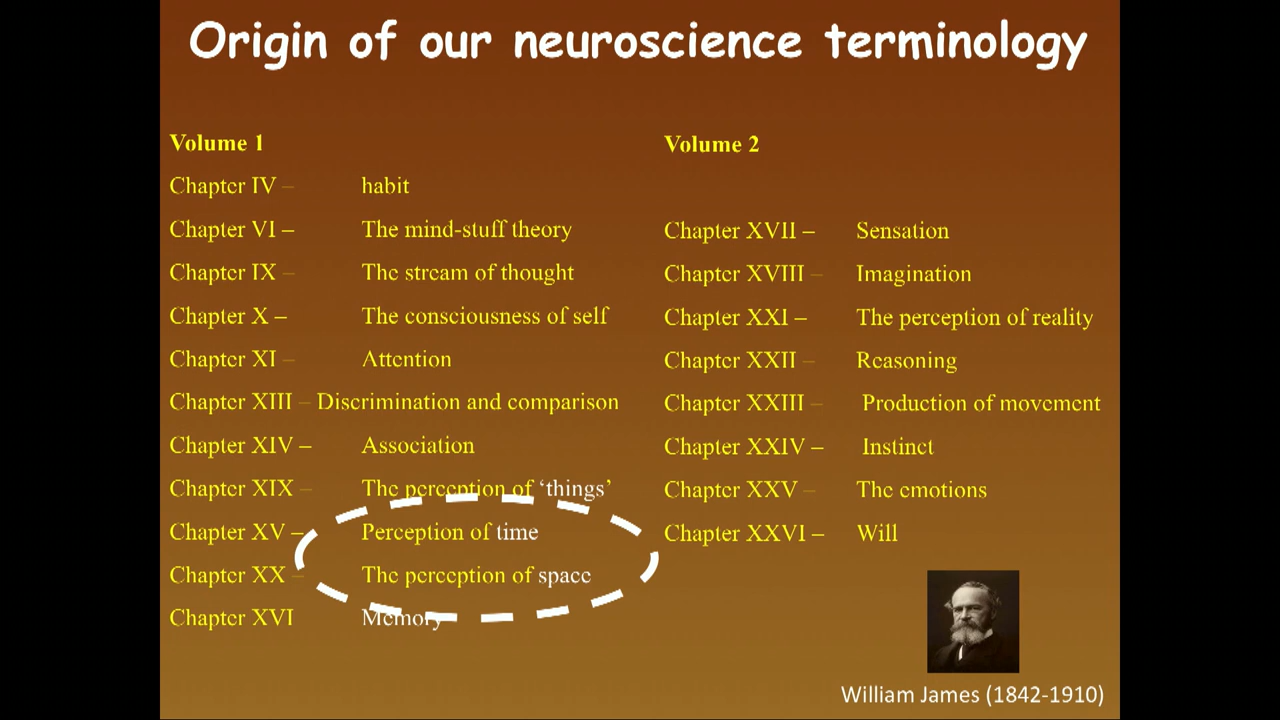 Origin of our neuroscience terminology
Volume 1
Chapter IV – habit
Chapter VI – The mind-stuff theory
Chapter IX – The stream of thought
Chapter X – The consciousness of self
Chapter XI – Attention
Chapter XIII – Discrimination and comparison
Chapter XIV – Association
Chapter XIX – The perception of ‘things’
Chapter XV – Perception of time
Chapter XX – The perception of space
Chapter XVI Memory
Volume 2
Chapter XVII – Sensation
Chapter XVIII – Imagination
Chapter XXI – The perception of reality
Chapter XXII – Reasoning
Chapter XXIII – Production of movement
Chapter XXIV – Instinct
Chapter XXV – The emotions
Chapter XXVI – Will
William James (1842-1910)